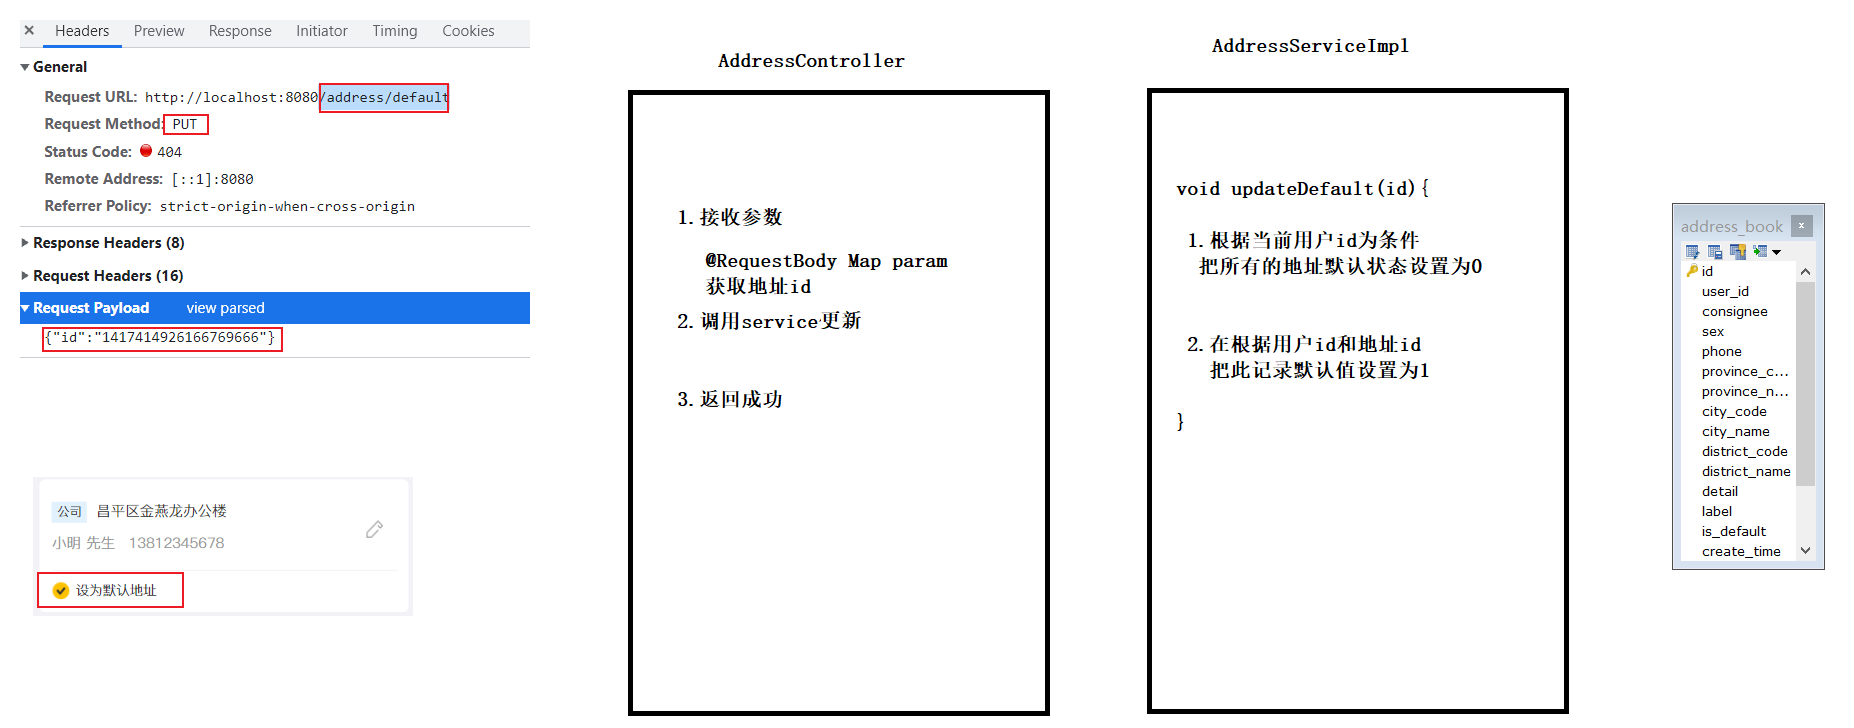 × Headers Preview Response Initiator Timing Cookies
General
Request URL: http://localhost:8080/address/default
Request Method: PUT
Status Code: 404
Remote Address: [::1]:8080
Referrer Policy: strict-origin-when-cross-origin
Response Headers (8)
Request Headers (16)
Request Payload view parsed
{"id":"1417414926166769666"}
公司 昌平区金燕龙办公楼
小明 先生 13812345678
设为默认地址
AddressController
1.接收参数
@RequestBody Map param
获取地址id
2.调用service更新
3.返回成功
AddressServiceImpl
void updateDefault(id){
1.根据当前用户id为条件
把所有的地址默认状态设置为0
2.在根据用户id和地址id
把此记录默认值设置为1
}
address_book x
id
user_id
consignee
sex
phone
province_c...
province_n...
city_code
city_name
district_code
district_name
detail
label
is_default
create_time